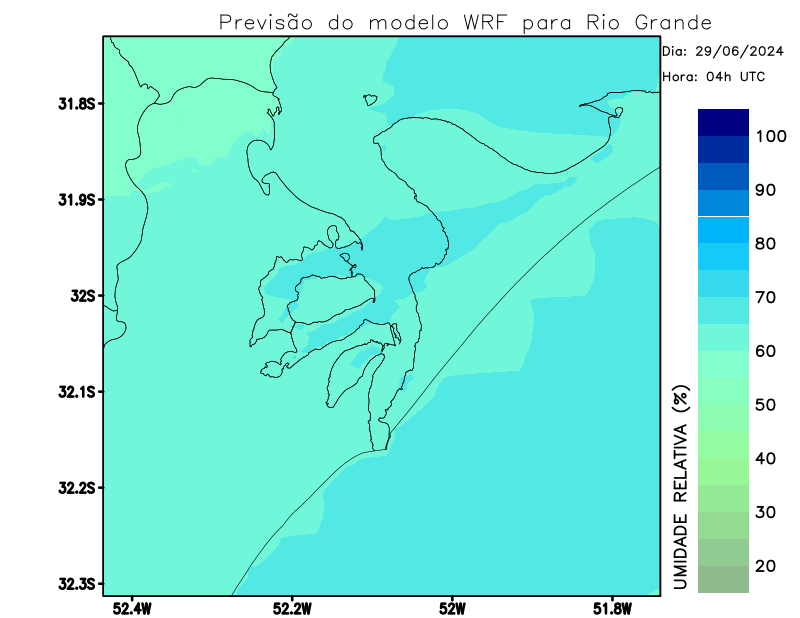 Previsão do modelo WRF para Rio Grande
Dia: 29/06/2024
Hora: 04h UTC
31.8S
31.9S
32S
32.1S
32.2S
32.3S
52.4W
52.2W
52W
51.8W
100
90
80
70
60
50
40
30
20
UMIDADE RELATIVA (%)